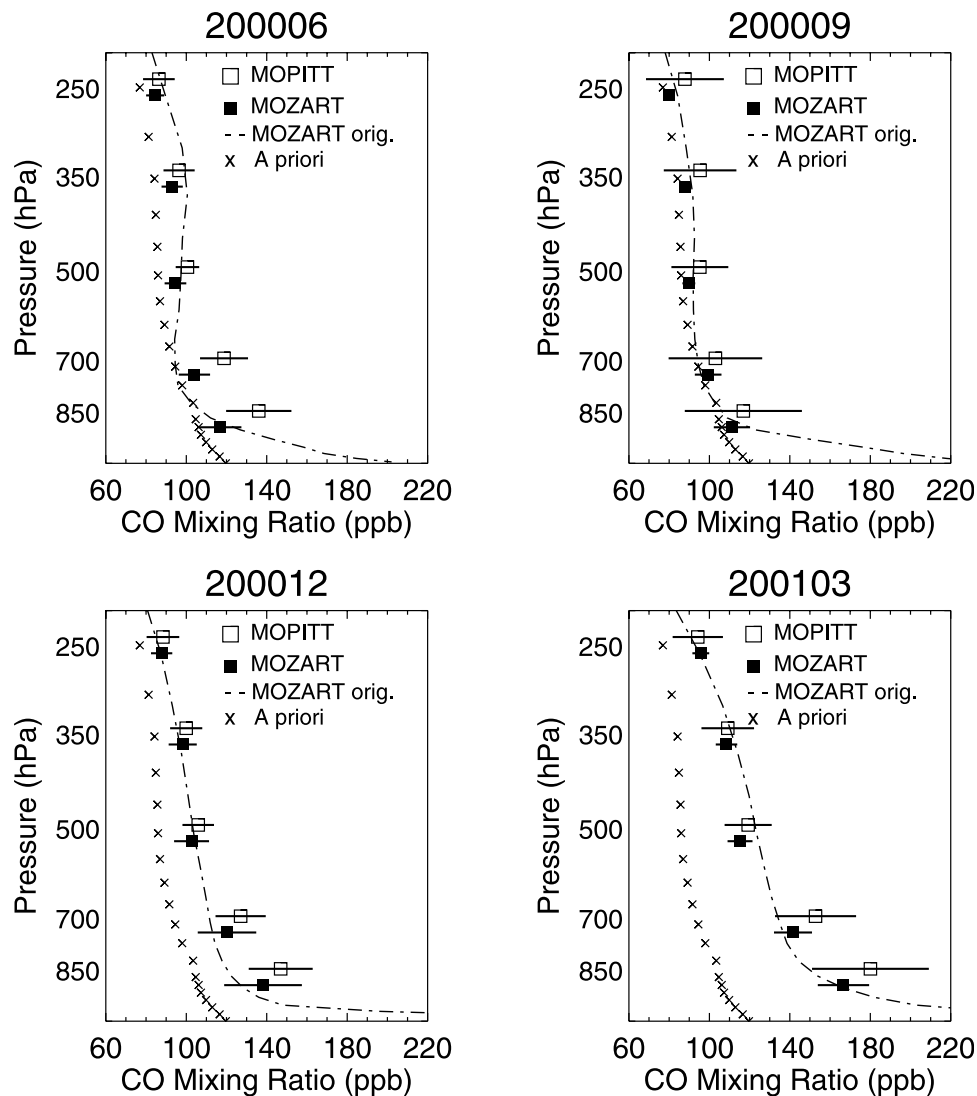 200006
MOPITT
MOZART
MOZART orig.
A priori
250
350
500
700
850
Pressure (hPa)
60 100 140 180 220
CO Mixing Ratio (ppb)
200009
MOPITT
MOZART
MOZART orig.
A priori
250
350
500
700
850
Pressure (hPa)
60 100 140 180 220
CO Mixing Ratio (ppb)
200012
MOPITT
MOZART
MOZART orig.
A priori
250
350
500
700
850
Pressure (hPa)
60 100 140 180 220
CO Mixing Ratio (ppb)
200103
MOPITT
MOZART
MOZART orig.
A priori
250
350
500
700
850
Pressure (hPa)
60 100 140 180 220
CO Mixing Ratio (ppb)